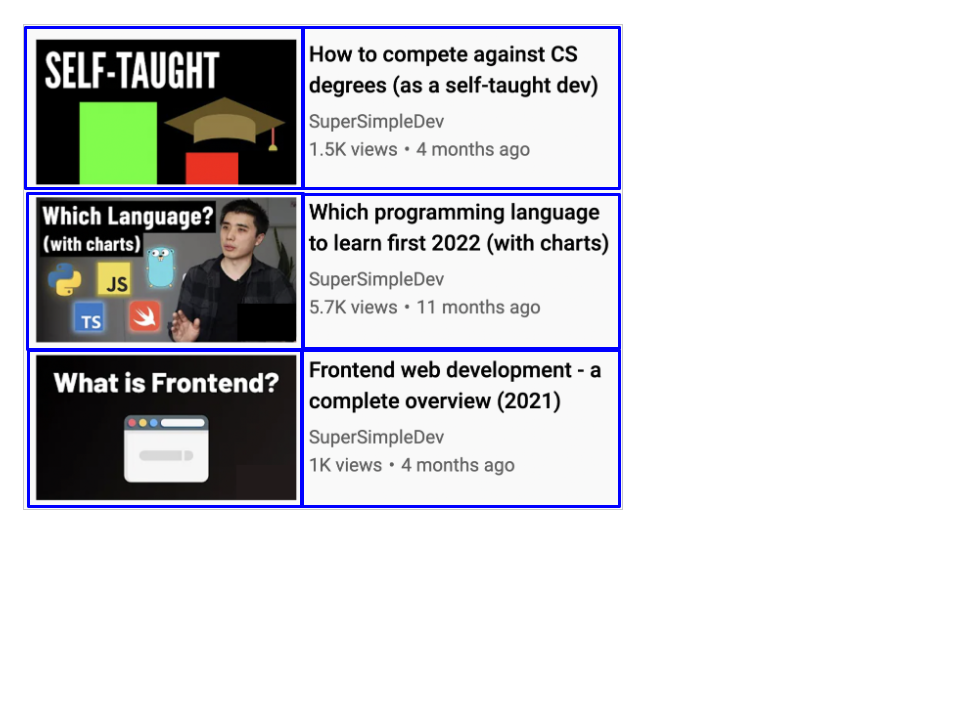 SELF-TAUGHT
How to compete against CS
degrees (as a self-taught dev)
SuperSimpleDev
1.5K views • 4 months ago
Which Language?
(with charts)
JS
TS
Which programming language
to learn first 2022 (with charts)
SuperSimpleDev
5.7K views • 11 months ago
What is Frontend?
Frontend web development - a
complete overview (2021)
SuperSimpleDev
1K views • 4 months ago